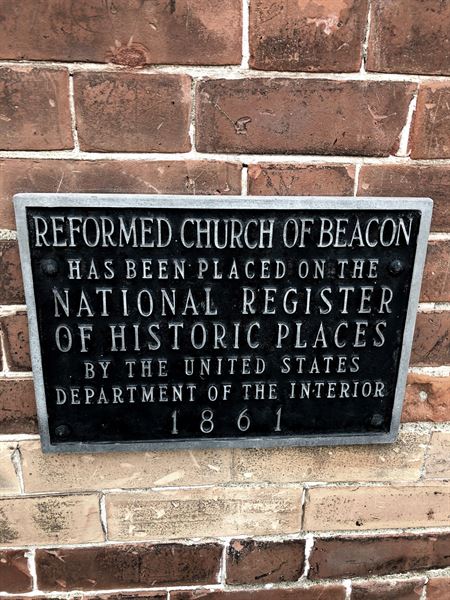 REFORMED CHURCH OF BEACON
HAS BEEN PLACED ON THE
NATIONAL REGISTER
OF HISTORIC PLACES
BY THE UNITED STATES
DEPARTMENT OF THE INTERIOR
1861